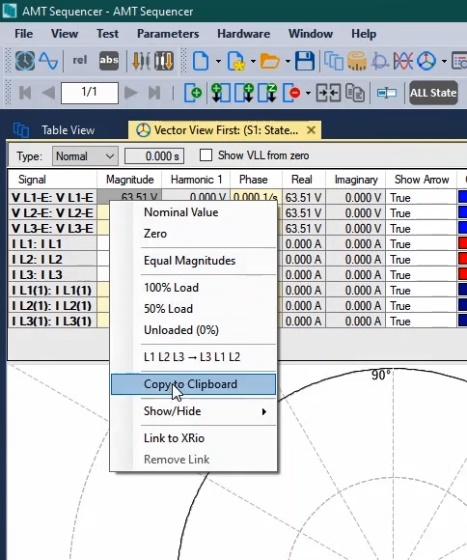 AMT Sequencer - AMT Sequencer
File View Test Parameters Hardware Window Help
rel abs
1/1 ALL State
Table View Vector View First: (S1: State...
Type: Normal 0.000 s Show VLL from zero
Signal Magnitude Harmonic 1 Phase Real Imaginary Show Arrow
V L1-E: V L1-E 63.51 V 0.000 V 0.000 1/s 63.51 V 0.000 V True
V L2-E: V L2-E 63.51 V 0.000 V True
V L3-E: V L3-E 63.51 V 0.000 V True
I L1: I L1 0.000 A 0.000 A True
I L2: I L2 0.000 A 0.000 A True
I L3: I L3 0.000 A 0.000 A True
I L1(1): I L1(1) 0.000 A 0.000 A True
I L2(1): I L2(1) 0.000 A 0.000 A True
I L3(1): I L3(1) 0.000 A 0.000 A True
Nominal Value
Zero
Equal Magnitudes
100% Load
50% Load
Unloaded (0%)
L1 L2 L3 → L3 L1 L2
Copy to Clipboard
Show/Hide
Link to XRio
Remove Link
90°